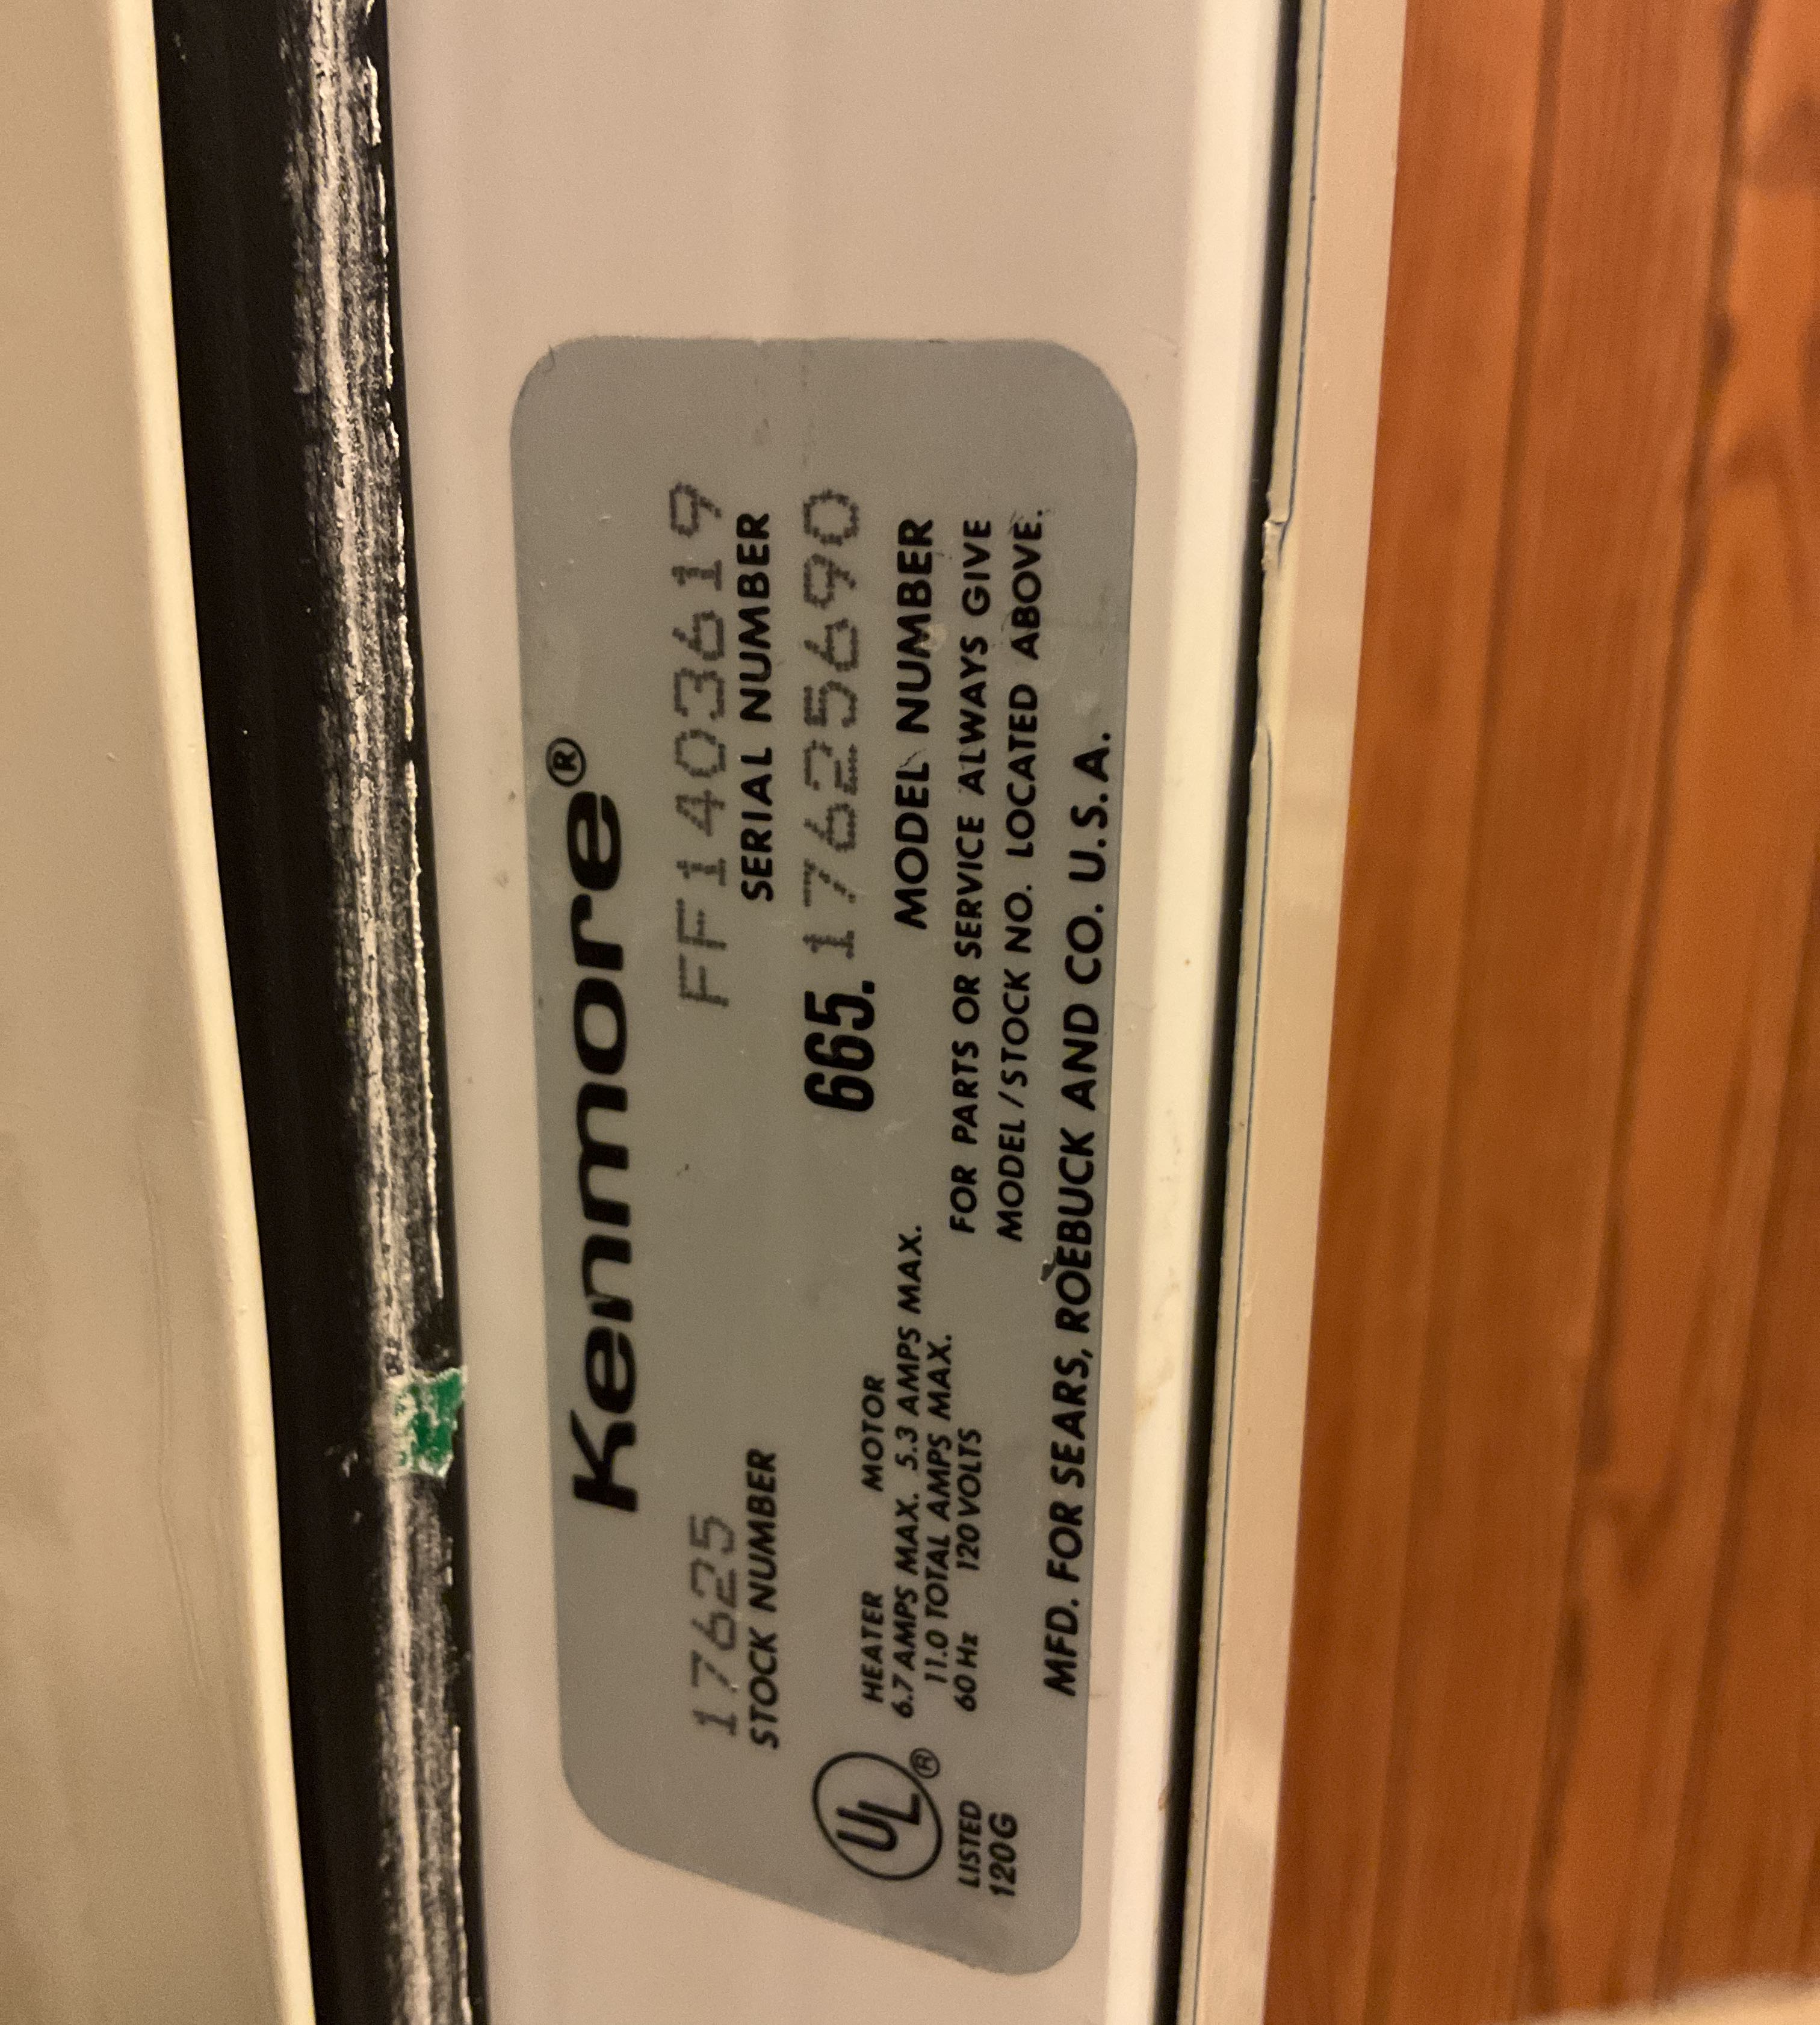 Kenmore®
17625
STOCK NUMBER
FF1403619
SERIAL NUMBER
665. 17625690
MODEL NUMBER
UL®
LISTED
120G
HEATER MOTOR
6.7 AMPS MAX. 5.3 AMPS MAX.
11.0 TOTAL AMPS MAX.
60 Hz 120 VOLTS
FOR PARTS OR SERVICE ALWAYS GIVE
MODEL/STOCK NO. LOCATED ABOVE.
MFD. FOR SEARS, ROEBUCK AND CO. U.S.A.